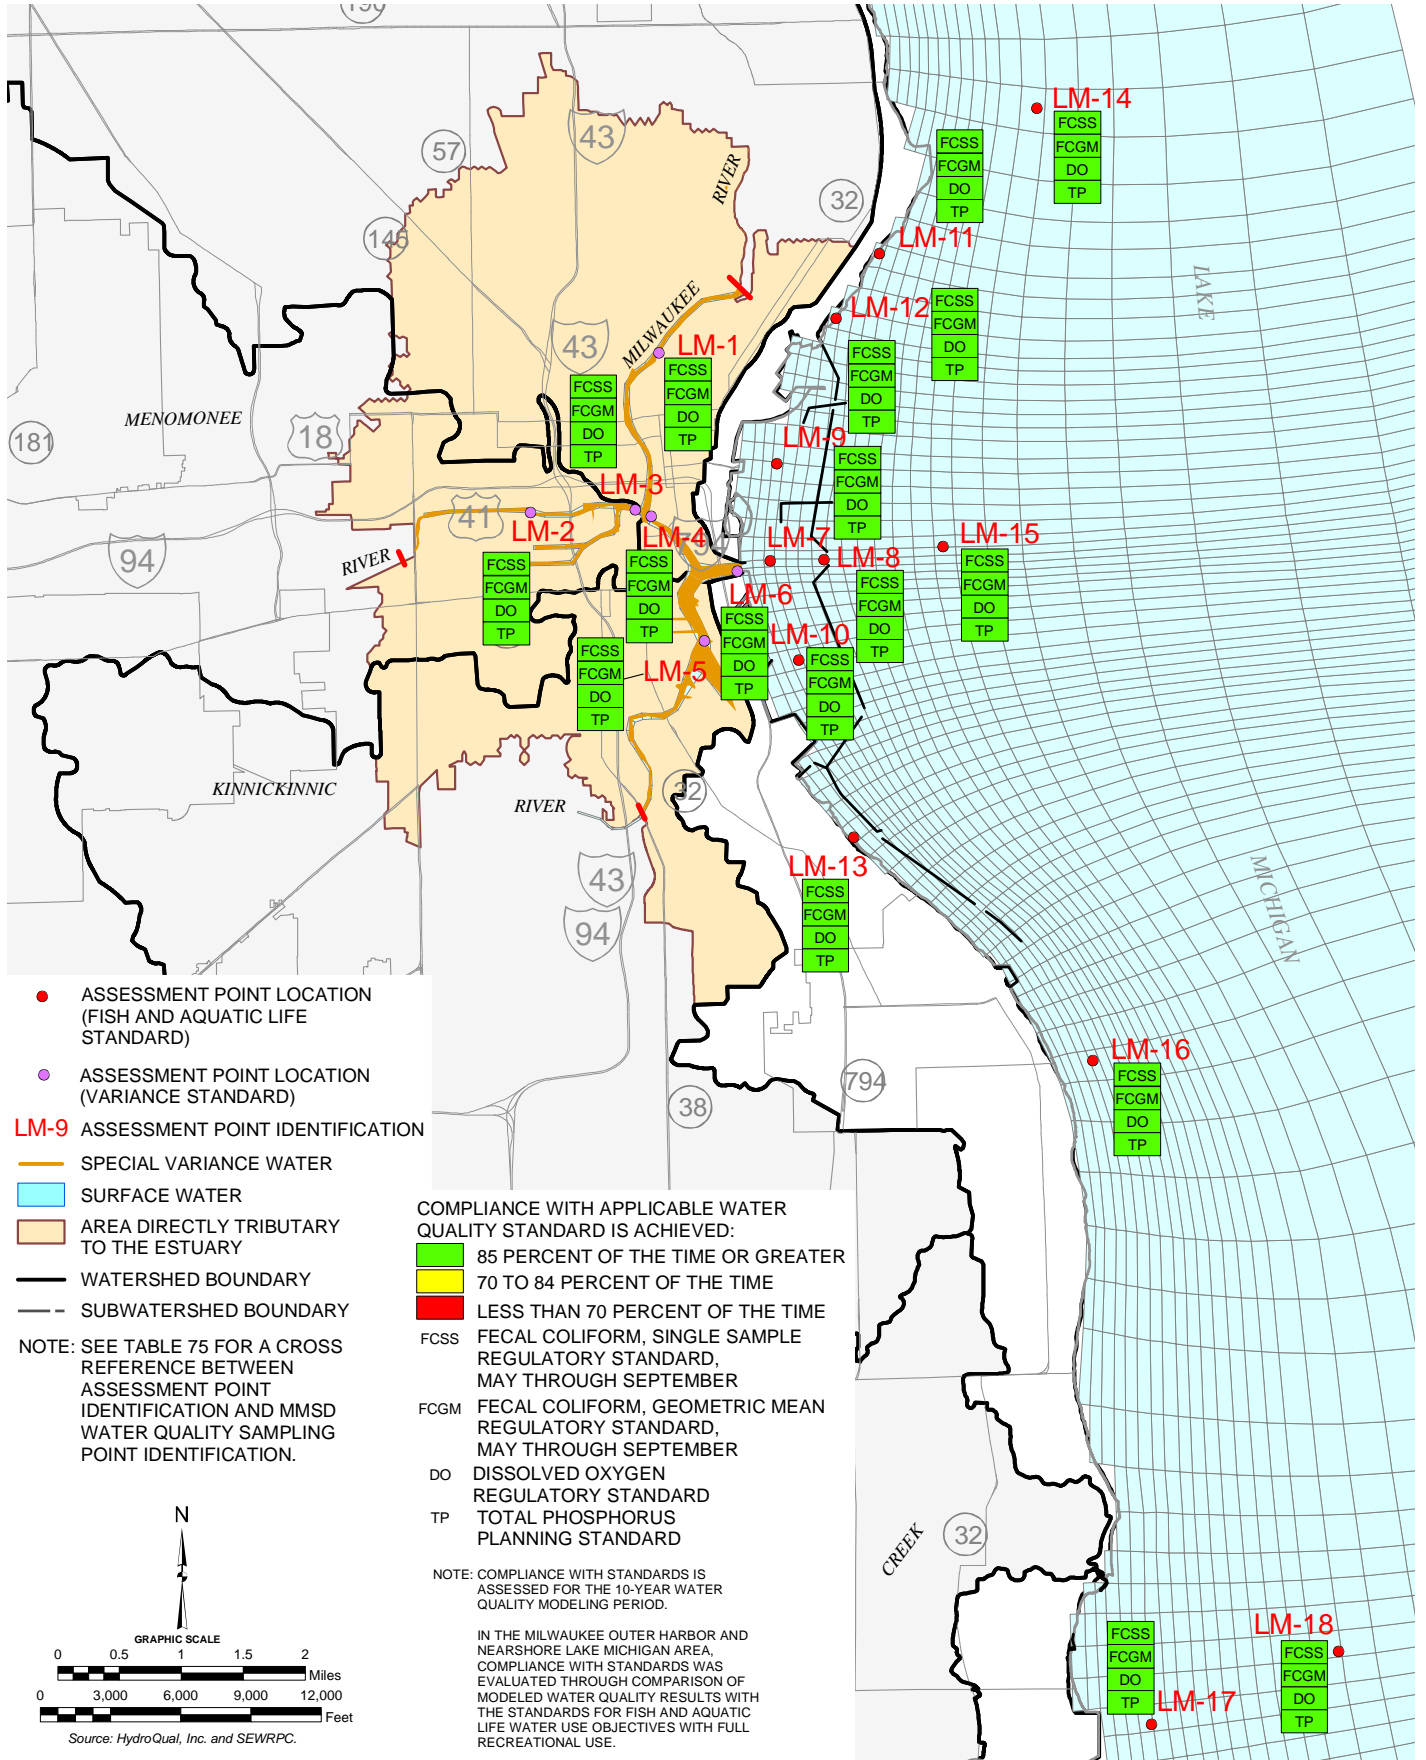 190
LM-14
FCSS
FCGM
DO
TP
43
57
RIVER
FCSS
FCGM
DO
TP
32
145
LM-11
LAKE
MILWAUKEE
LM-12
FCSS
FCGM
DO
TP
43
LM-1
FCSS
FCGM
DO
TP
FCSS
FCGM
DO
TP
FCSS
FCGM
DO
TP
MENOMONEE
181
18
LM-9
FCSS
FCGM
DO
TP
LM-3
41
LM-2
LM-4
794
LM-7
LM-8
LM-15
94
RIVER
FCSS
FCGM
DO
TP
FCSS
FCGM
DO
TP
LM-6
FCSS
FCGM
DO
TP
FCSS
FCGM
DO
TP
FCSS
FCGM
DO
TP
LM-10
FCSS
FCGM
DO
TP
FCSS
FCGM
DO
TP
LM-5
KINNICKINNIC
RIVER
32
43
94
LM-13
FCSS
FCGM
DO
TP
MICHIGAN
LM-16
FCSS
FCGM
DO
TP
794
38
ASSESSMENT POINT LOCATION
(FISH AND AQUATIC LIFE
STANDARD)
ASSESSMENT POINT LOCATION
(VARIANCE STANDARD)
LM-9 ASSESSMENT POINT IDENTIFICATION
SPECIAL VARIANCE WATER
SURFACE WATER
AREA DIRECTLY TRIBUTARY
TO THE ESTUARY
WATERSHED BOUNDARY
SUBWATERSHED BOUNDARY
NOTE: SEE TABLE 75 FOR A CROSS
REFERENCE BETWEEN
ASSESSMENT POINT
IDENTIFICATION AND MMSD
WATER QUALITY SAMPLING
POINT IDENTIFICATION.
COMPLIANCE WITH APPLICABLE WATER
QUALITY STANDARD IS ACHIEVED:
85 PERCENT OF THE TIME OR GREATER
70 TO 84 PERCENT OF THE TIME
LESS THAN 70 PERCENT OF THE TIME
FCSS FECAL COLIFORM, SINGLE SAMPLE
REGULATORY STANDARD,
MAY THROUGH SEPTEMBER
FCGM FECAL COLIFORM, GEOMETRIC MEAN
REGULATORY STANDARD,
MAY THROUGH SEPTEMBER
DO DISSOLVED OXYGEN
REGULATORY STANDARD
TP TOTAL PHOSPHORUS
PLANNING STANDARD
NOTE: COMPLIANCE WITH STANDARDS IS
ASSESSED FOR THE 10-YEAR WATER
QUALITY MODELING PERIOD.
IN THE MILWAUKEE OUTER HARBOR AND
NEARSHORE LAKE MICHIGAN AREA,
COMPLIANCE WITH STANDARDS WAS
EVALUATED THROUGH COMPARISON OF
MODELED WATER QUALITY RESULTS WITH
THE STANDARDS FOR FISH AND AQUATIC
LIFE WATER USE OBJECTIVES WITH FULL
RECREATIONAL USE.
N
GRAPHIC SCALE
0 0.5 1 1.5 2
Miles
0 3,000 6,000 9,000 12,000
Feet
Source: HydroQual, Inc. and SEWRPC.
CREEK
32
FCSS
FCGM
DO
TP
LM-17
LM-18
FCSS
FCGM
DO
TP